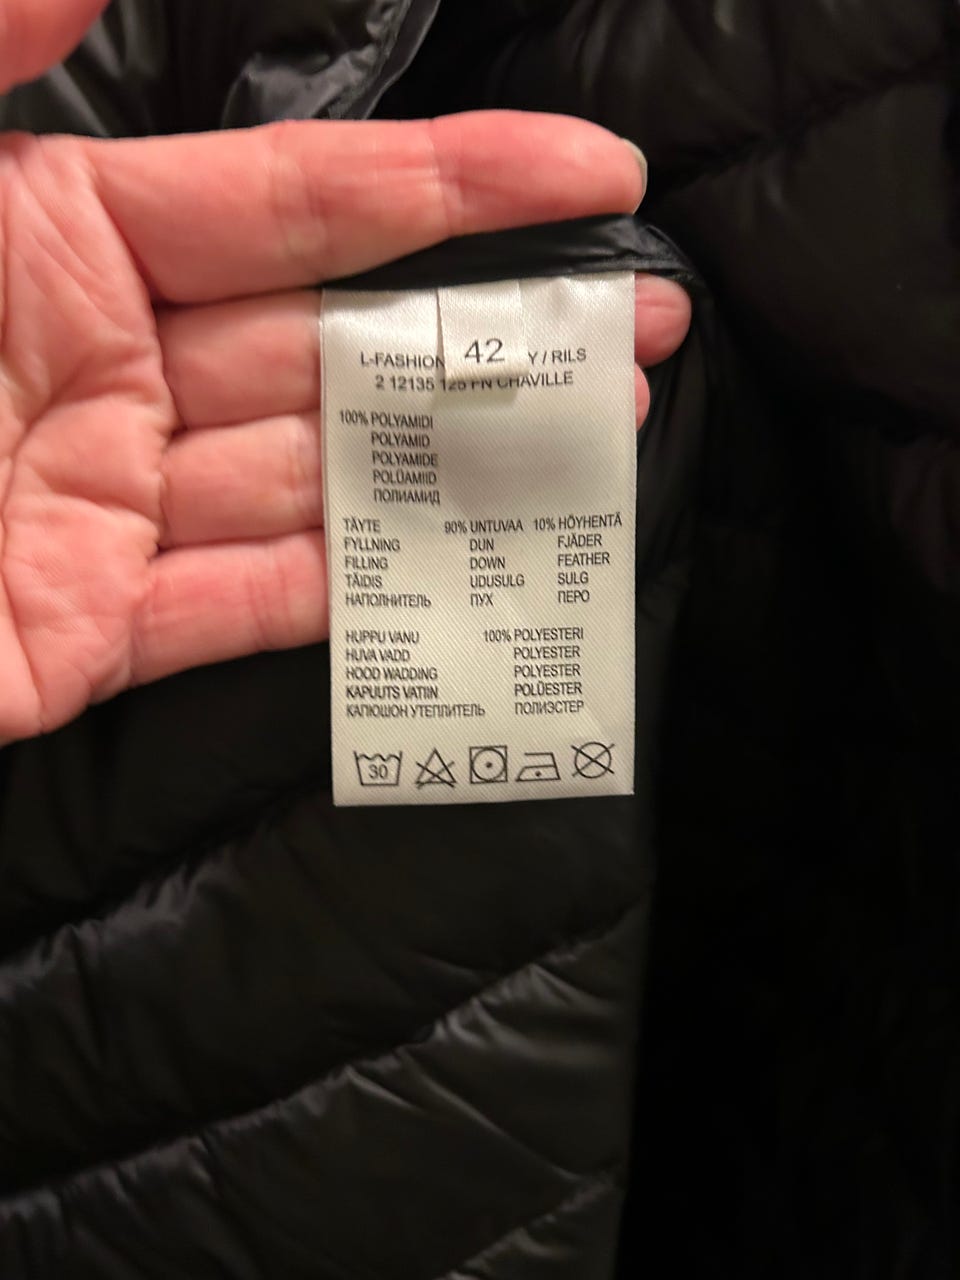 42
L-FASHION Y / RILS
2 12135 125 FN CHAVILLE
100% POLYAMIDI
POLYAMID
POLYAMIDE
POLÜAMIID
ПОЛИАМИД
TÄYTE 90% UNTUVAA 10% HÖYHENTÄ
FYLLNING DUN FJÄDER
FILLING DOWN FEATHER
TÄIDIS UDUSULG SULG
НАПОЛНИТЕЛЬ ПУХ ПЕРО
HUPPU VANU 100% POLYESTERI
HUVA VADD POLYESTER
HOOD WADDING POLYESTER
KAPUUTS VATIIN POLÜESTER
КАПЮШОН УТЕПЛИТЕЛЬ ПОЛИЭСТЕР
30